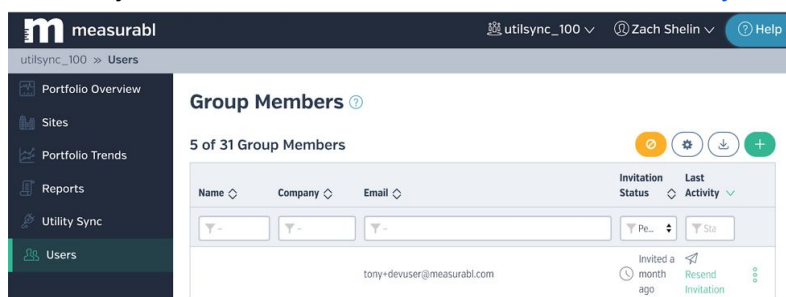 measurabl
utilsync_100
Zach Shelin
Help
utilsync_100 » Users
Portfolio Overview
Sites
Portfolio Trends
Reports
Utility Sync
Users
Group Members
5 of 31 Group Members
Name
Company
Email
Invitation
Status
Last
Activity
~
~
~
Pe...
Sta
tony+devuser@measurabl.com
Invited a
month
ago
Resend
Invitation